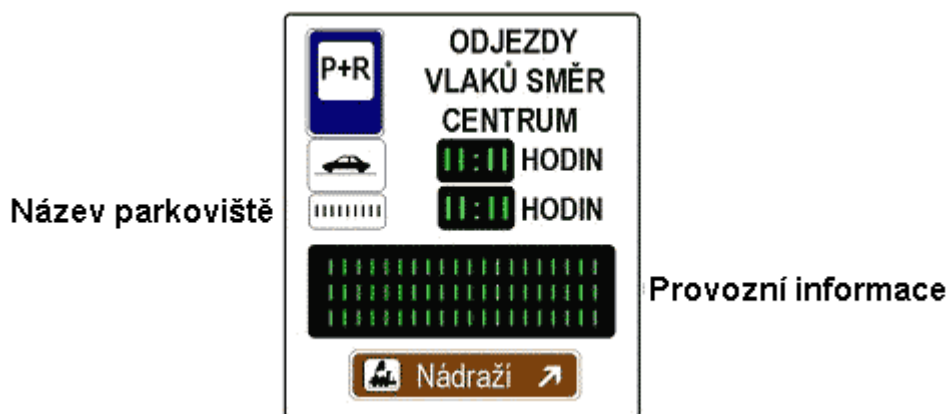 P+R
ODJEZDY
VLAKŮ SMĚR
CENTRUM
11:11 HODIN
Název parkoviště
11:11 HODIN
Provozní informace
Nádraží